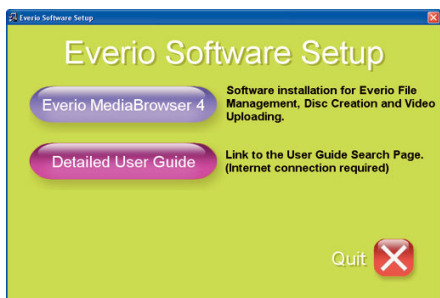 Everio Software Setup
Everio Software Setup
Everio MediaBrowser 4
Software installation for Everio File
Management, Disc Creation and Video
Uploading.
Detailed User Guide
Link to the User Guide Search Page.
(Internet connection required)
Quit